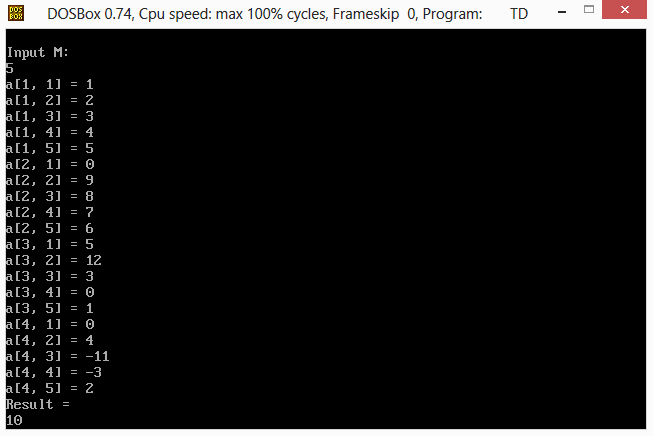 DOS BOX
DOSBox 0.74, Cpu speed: max 100% cycles, Frameskip 0, Program: TD
Input M:
5
a[1, 1] = 1
a[1, 2] = 2
a[1, 3] = 3
a[1, 4] = 4
a[1, 5] = 5
a[2, 1] = 0
a[2, 2] = 9
a[2, 3] = 8
a[2, 4] = 7
a[2, 5] = 6
a[3, 1] = 5
a[3, 2] = 12
a[3, 3] = 3
a[3, 4] = 0
a[3, 5] = 1
a[4, 1] = 0
a[4, 2] = 4
a[4, 3] = -11
a[4, 4] = -3
a[4, 5] = 2
Result =
10